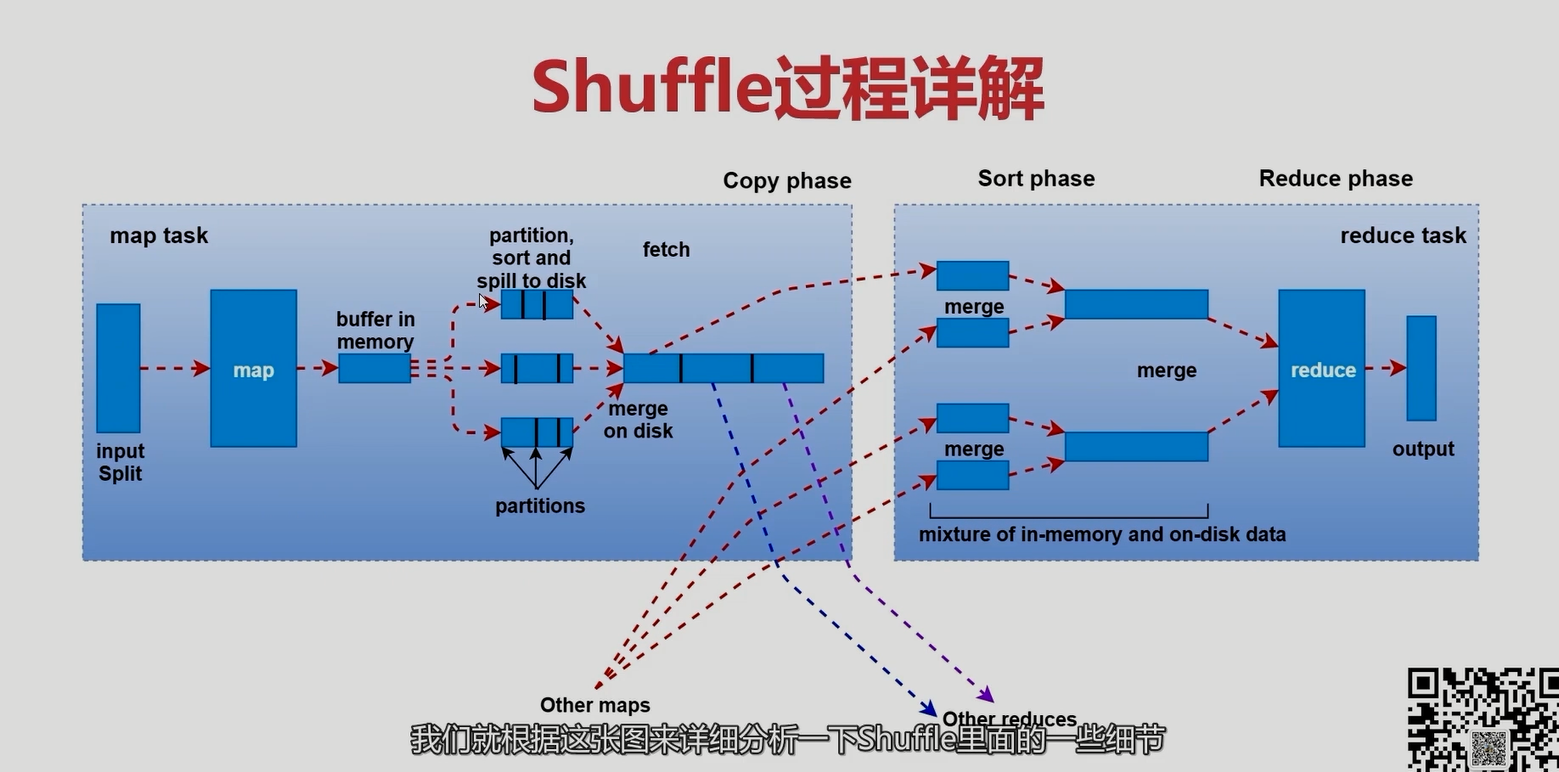 Shuffle过程详解
Copy phase
Sort phase
Reduce phase
map task
partition,
sort and
spill to disk
fetch
reduce task
buffer in
memory
merge
map
merge
reduce
merge
on disk
merge
input
Split
output
partitions
mixture of in-memory and on-disk data
Other maps
Other reduces
我们就根据这张图来详细分析一下Shuffle里面的一些细节